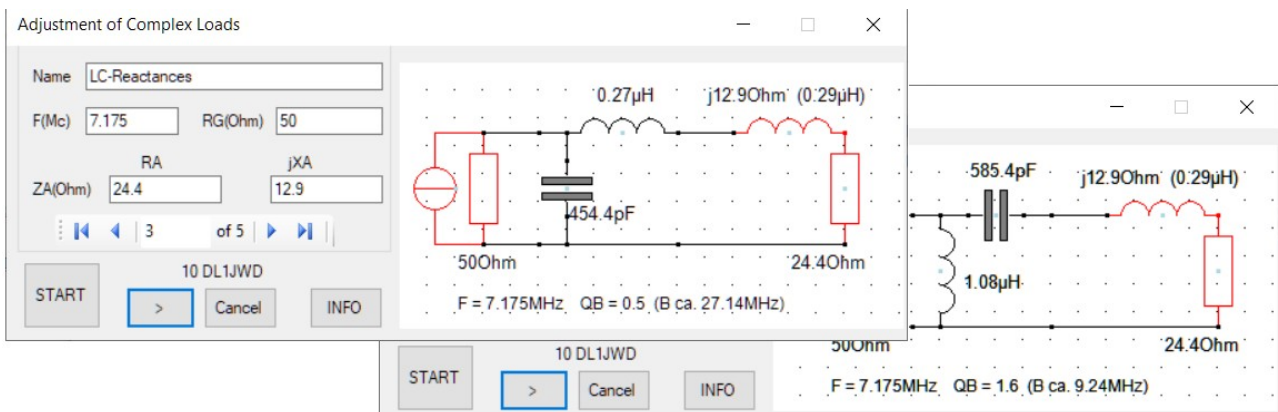 Adjustment of Complex Loads
Name LC-Reactances
F(Mc) 7.175 RG(Ohm) 50
RA jXA
ZA(Ohm) 24.4 12.9
3 of 5
10 DL1JWD
START > Cancel INFO
0.27µH j12.9Ohm (0.29µH)
454.4pF
50Ohm 24.4Ohm
F = 7.175MHz QB = 0.5 (B ca. 27.14MHz)
585.4pF j12.9Ohm (0.29µH)
1.08µH
50Ohm 24.4Ohm
10 DL1JWD
START > Cancel INFO
F = 7.175MHz QB = 1.6 (B ca. 9.24MHz)